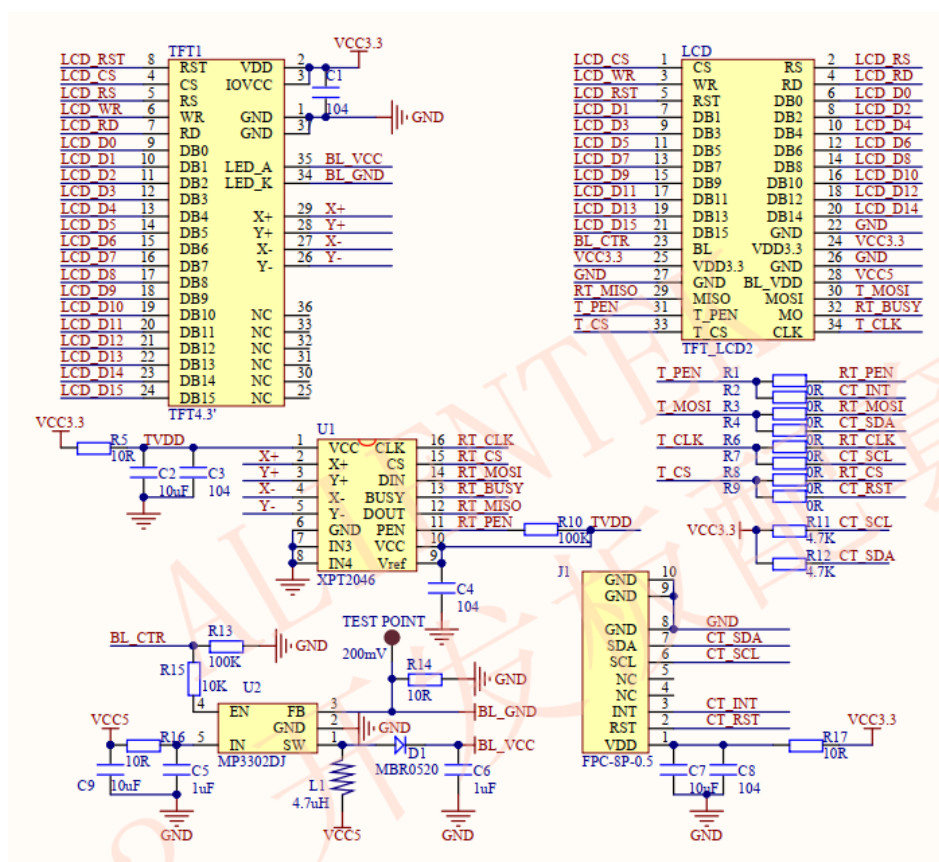 TFT1
LCD_RST 8 RST VDD 2 VCC3.3
LCD_CS 4 CS IOVCC 3 C1
LCD_RS 5 RS 104
LCD_WR 6 WR GND 1 GND
LCD_RD 7 RD GND 3
LCD_D0 9 DB0
LCD_D1 10 DB1 LED_A 35 BL_VCC
LCD_D2 11 DB2 LED_K 34 BL_GND
LCD_D3 12 DB3
LCD_D4 13 DB4 X+ 29 X+
LCD_D5 14 DB5 Y+ 28 Y+
LCD_D6 15 DB6 X- 27 X-
LCD_D7 16 DB7 Y- 26 Y-
LCD_D8 17 DB8
LCD_D9 18 DB9
LCD_D10 19 DB10 NC 36
LCD_D11 20 DB11 NC 33
LCD_D12 21 DB12 NC 32
LCD_D13 22 DB13 NC 31
LCD_D14 23 DB14 NC 30
LCD_D15 24 DB15 NC 25
TFT4.3'
LCD
LCD_CS 1 CS RS 2 LCD_RS
LCD_WR 3 WR RD 4 LCD_RD
LCD_RST 5 RST DB0 6 LCD_D0
LCD_D1 7 DB1 DB2 8 LCD_D2
LCD_D3 9 DB3 DB4 10 LCD_D4
LCD_D5 11 DB5 DB6 12 LCD_D6
LCD_D7 13 DB7 DB8 14 LCD_D8
LCD_D9 15 DB9 DB10 16 LCD_D10
LCD_D11 17 DB11 DB12 18 LCD_D12
LCD_D13 19 DB13 DB14 20 LCD_D14
LCD_D15 21 DB15 GND 22 GND
BL_CTR 23 BL VDD3.3 24 VCC3.3
VCC3.3 25 VDD3.3 GND 26 GND
GND 27 GND BL_VDD 28 VCC5
RT_MISO 29 MISO MOSI 30 T_MOSI
T_PEN 31 T_PEN MO 32 RT_BUSY
T_CS 33 T_CS CLK 34 T_CLK
TFT_LCD2
T_PEN R1 RT_PEN
R2 0R CT_INT
T_MOSI R3 0R RT_MOSI
R4 0R CT_SDA
T_CLK R6 0R RT_CLK
R7 0R CT_SCL
T_CS R8 0R RT_CS
R9 0R CT_RST
0R
VCC3.3 R11 CT_SCL
4.7K
R12 CT_SDA
4.7K
VCC3.3 R5 TVDD
10R
C2 C3
10uF 104
U1
1 VCC CLK 16 RT_CLK
X+ 2 X+ CS 15 RT_CS
Y+ 3 Y+ DIN 14 RT_MOSI
X- 4 X- BUSY 13 RT_BUSY
Y- 5 Y- DOUT 12 RT_MISO
6 GND PEN 11 RT_PEN R10 TVDD
7 IN3 VCC 10 100K
8 IN4 Vref 9
XPT2046
C4
104
J1
GND 10
GND 9
GND 8 GND
SDA 7 CT_SDA
SCL 6 CT_SCL
NC 5
NC 4
INT 3 CT_INT
RST 2 CT_RST
VDD 1 R17 VCC3.3
10R
FPC-8P-0.5
C7 C8
10uF 104
GND
TEST POINT
200mV
BL_CTR R13 GND
100K
R15 10K
U2
R14 GND
10R
4 EN FB 3 BL_GND
GND 2 GND
VCC5 R16 5 IN SW 1 BL_VCC
10R
MP3302DJ
D1
MBR0520
C9 10uF C5 1uF
L1
4.7uH
C6
1uF
GND VCC5 GND
ALIENTEK